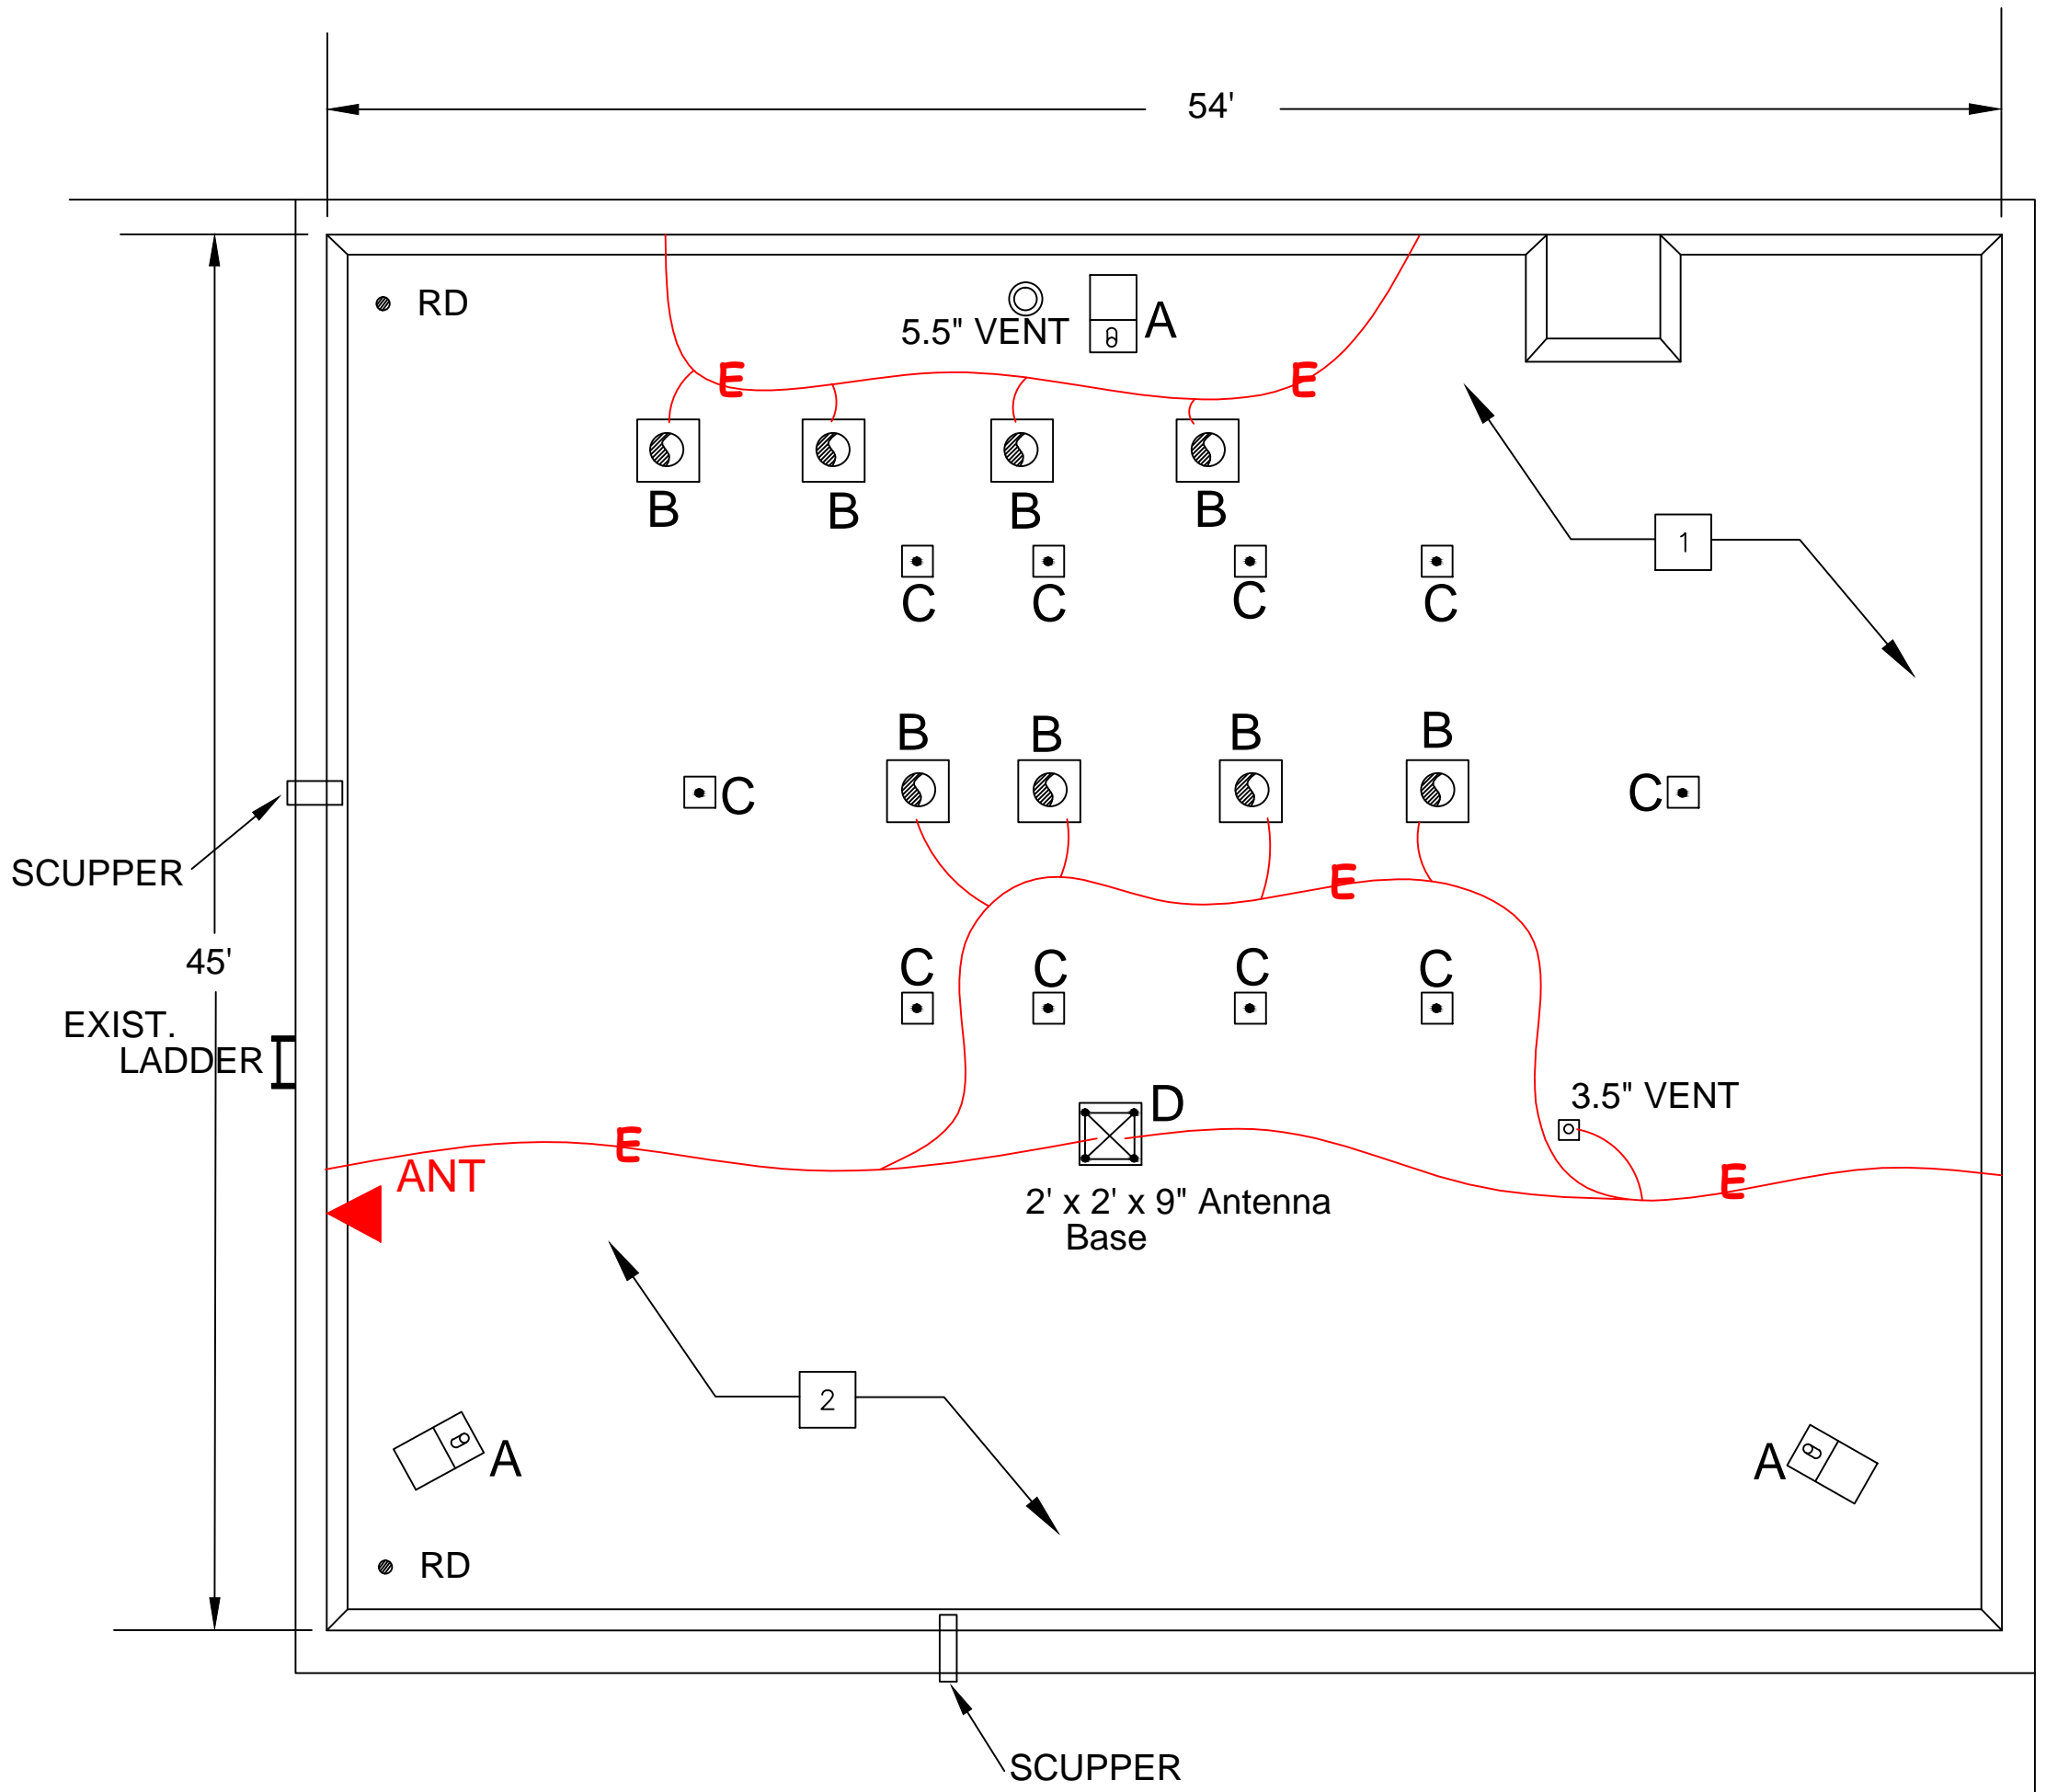 54'
RD
5.5" VENT
A
E
E
B
B
B
B
1
C
C
C
C
B
B
B
B
C
C
SCUPPER
E
45'
C
C
C
C
EXIST.
LADDER
D
3.5" VENT
E
ANT
E
2' x 2' x 9" Antenna
Base
2
A
A
RD
SCUPPER